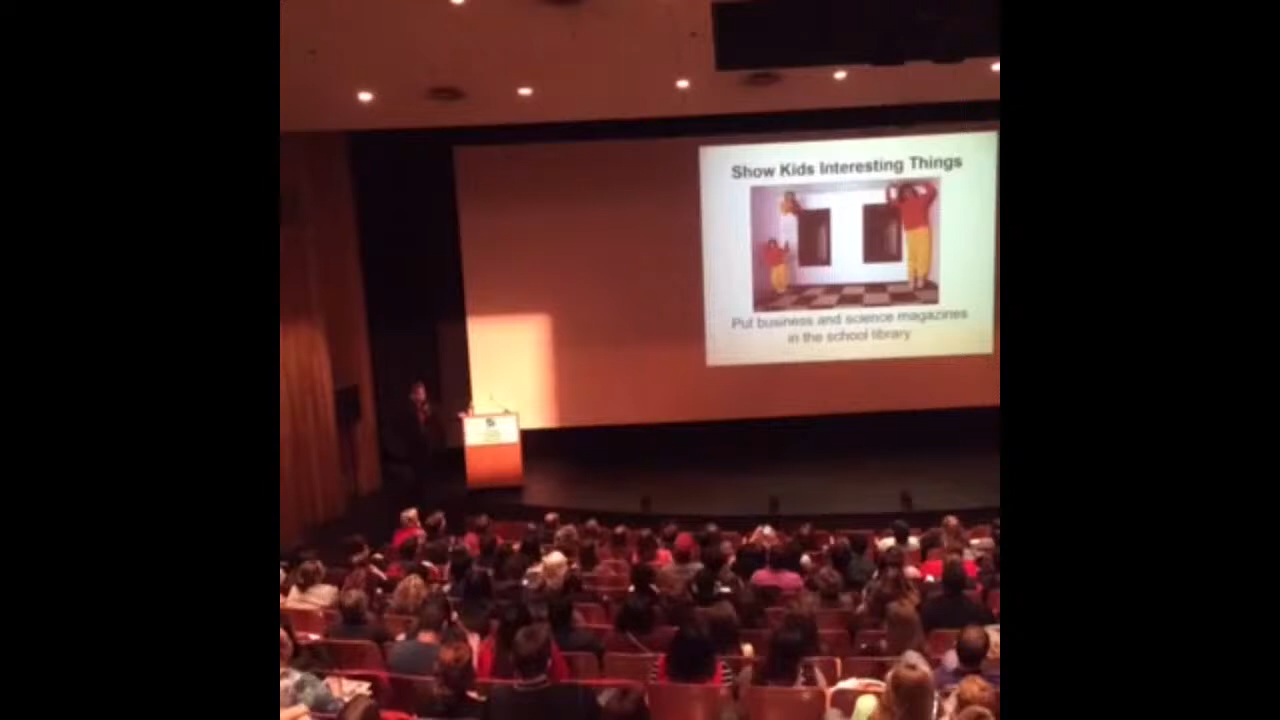 Show Kids Interesting Things
Put business and science magazines
in the school library